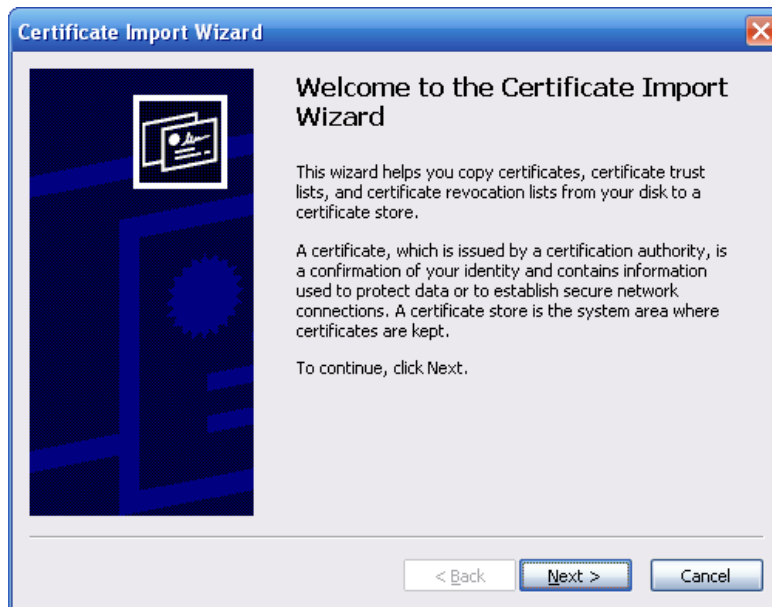 Certificate Import Wizard
Welcome to the Certificate Import
Wizard
This wizard helps you copy certificates, certificate trust
lists, and certificate revocation lists from your disk to a
certificate store.
A certificate, which is issued by a certification authority, is
a confirmation of your identity and contains information
used to protect data or to establish secure network
connections. A certificate store is the system area where
certificates are kept.
To continue, click Next.
< Back Next > Cancel